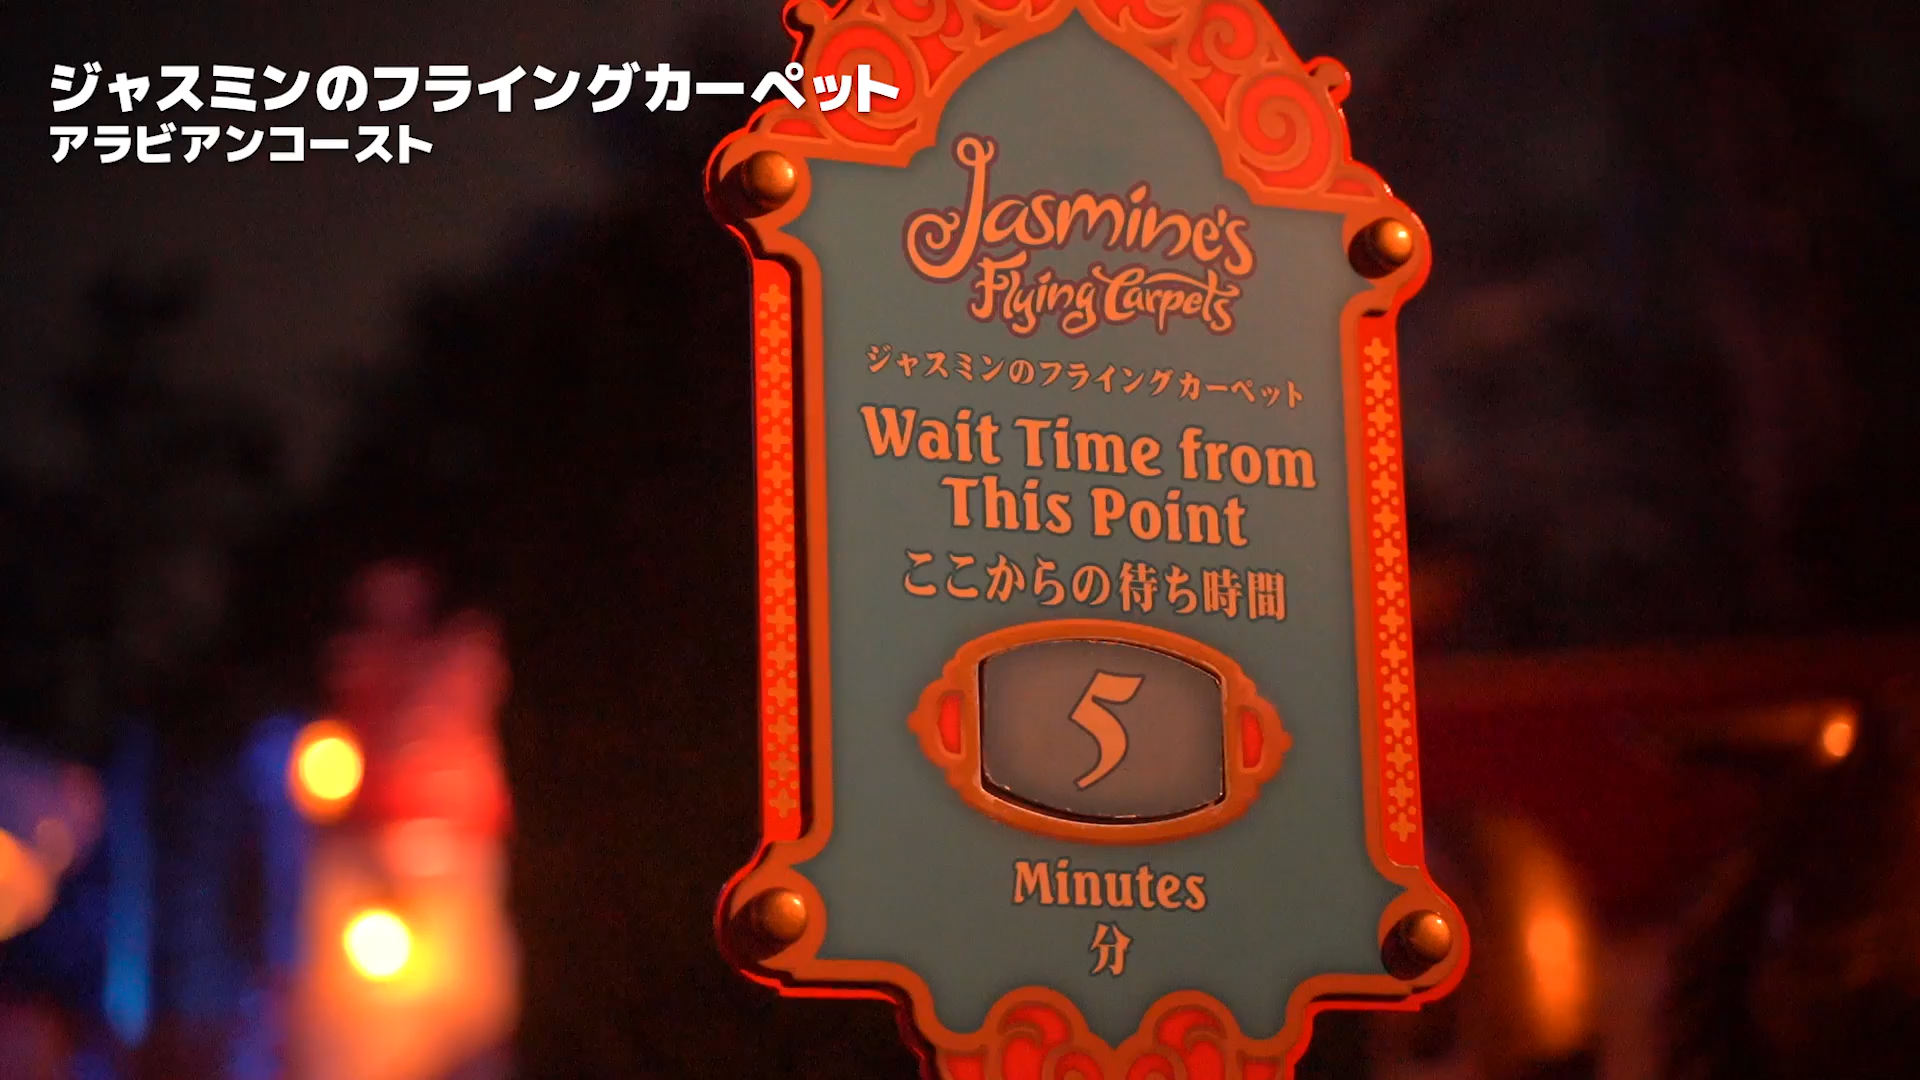 ジャスミンのフライングカーペット
アラビアンコースト
Jasmine's
Flying Carpets
ジャスミンのフライングカーペット
Wait Time from
This Point
ここからの待ち時間
5
Minutes
分